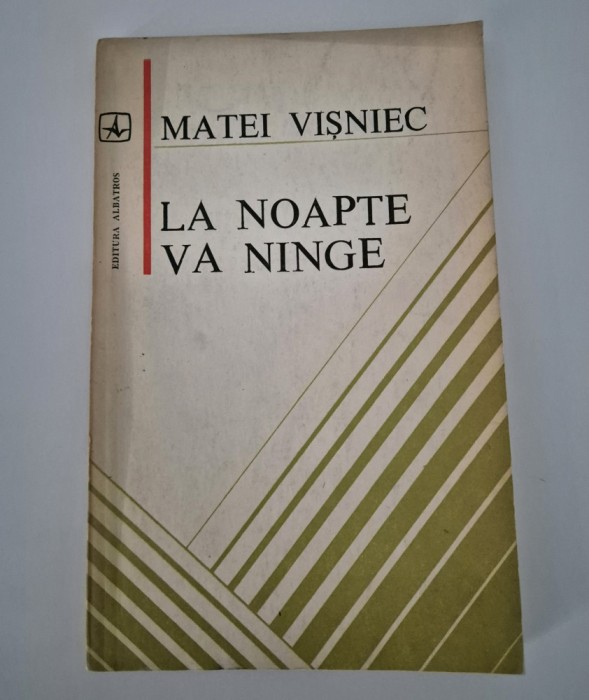 MATEI VIȘNIEC
LA NOAPTE
VA NINGE
EDITURA ALBATROS